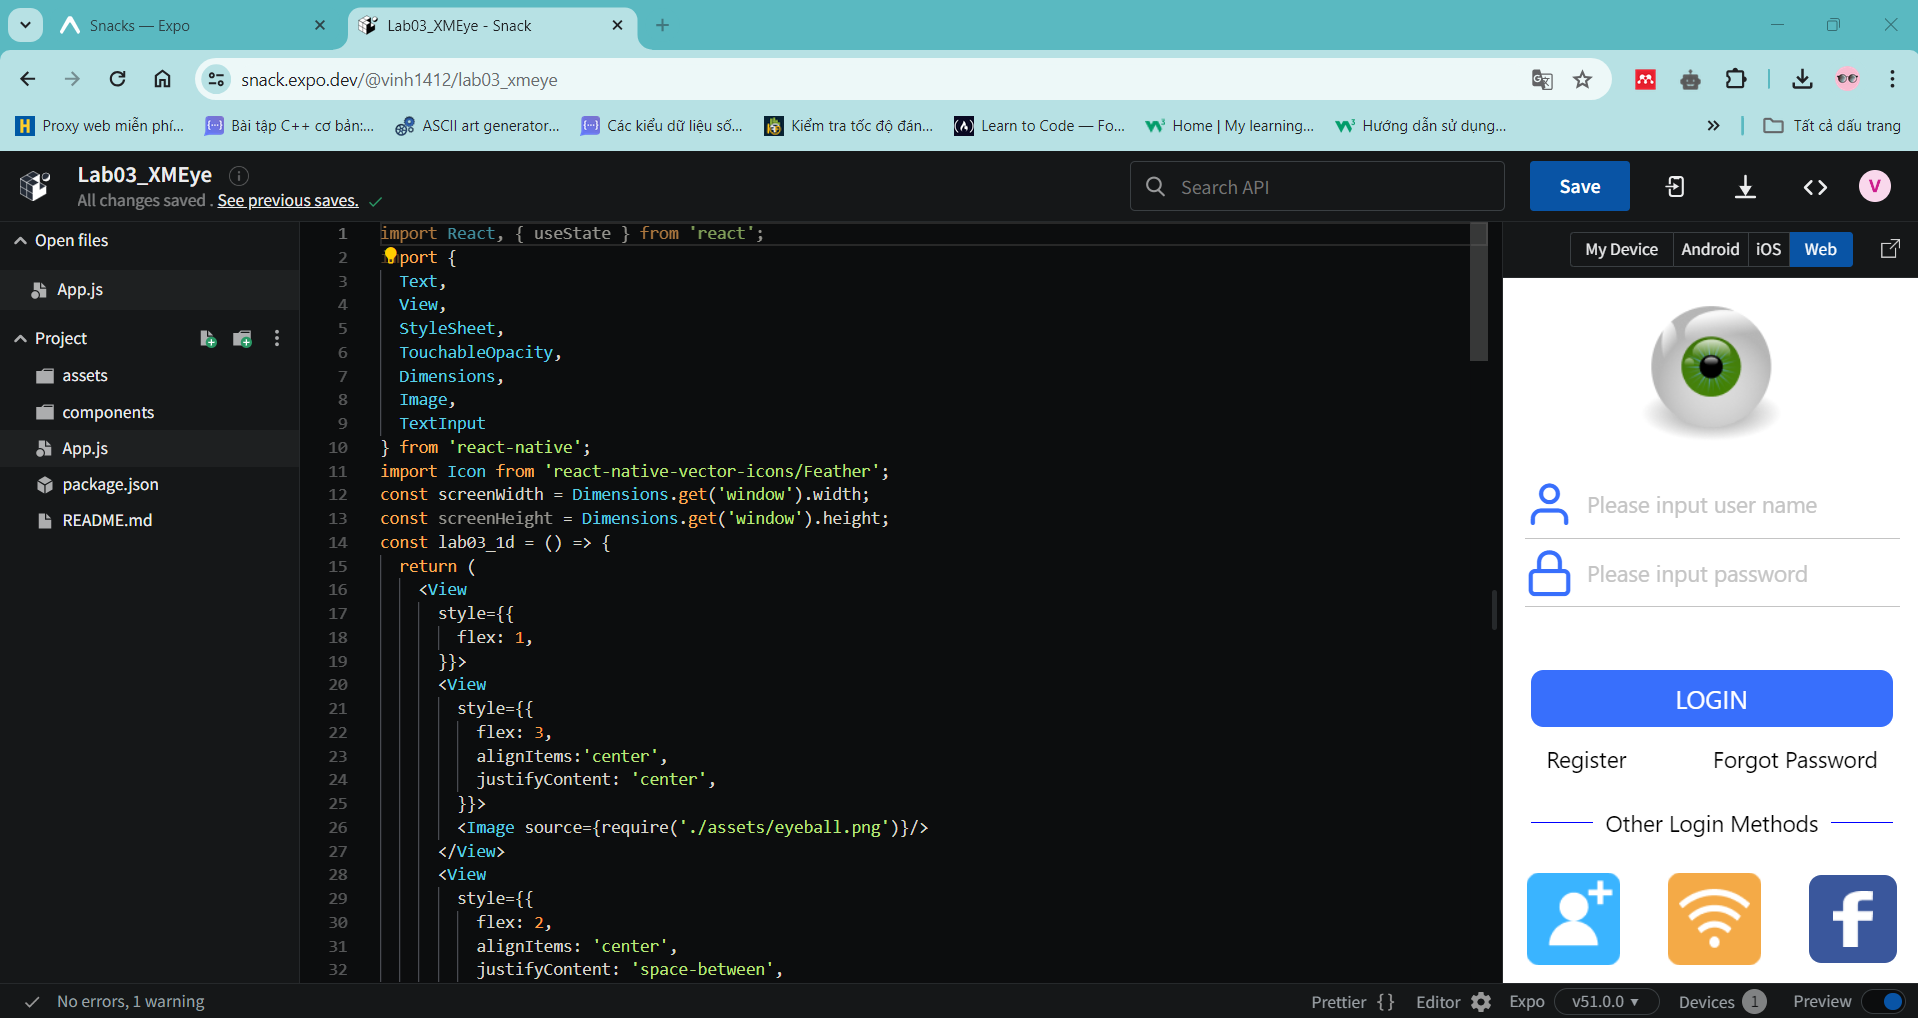 Snacks — Expo
Lab03_XMEye - Snack
snack.expo.dev/@vinh1412/lab03_xmeye
Proxy web miễn phí...
Bài tập C++ cơ bản:...
ASCII art generator...
Các kiểu dữ liệu số...
Kiểm tra tốc độ đán...
Learn to Code — Fo...
Home | My learning...
Hướng dẫn sử dụng...
Tất cả dấu trang
Lab03_XMEye
All changes saved . See previous saves.
Search API
Save
V
Open files
App.js
Project
assets
components
App.js
package.json
README.md
1 import React, { useState } from 'react';
2 import {
3 Text,
4 View,
5 StyleSheet,
6 TouchableOpacity,
7 Dimensions,
8 Image,
9 TextInput
10 } from 'react-native';
11 import Icon from 'react-native-vector-icons/Feather';
12 const screenWidth = Dimensions.get('window').width;
13 const screenHeight = Dimensions.get('window').height;
14 const lab03_1d = () => {
15 return (
16 <View
17 style={{
18 flex: 1,
19 }}>
20 <View
21 style={{
22 flex: 3,
23 alignItems:'center',
24 justifyContent: 'center',
25 }}>
26 <Image source={require('./assets/eyeball.png')}/>
27 </View>
28 <View
29 style={{
30 flex: 2,
31 alignItems: 'center',
32 justifyContent: 'space-between',
My Device
Android
iOS
Web
Please input user name
Please input password
LOGIN
Register
Forgot Password
Other Login Methods
No errors, 1 warning
Prettier {}
Editor
Expo
v51.0.0
Devices 1
Preview